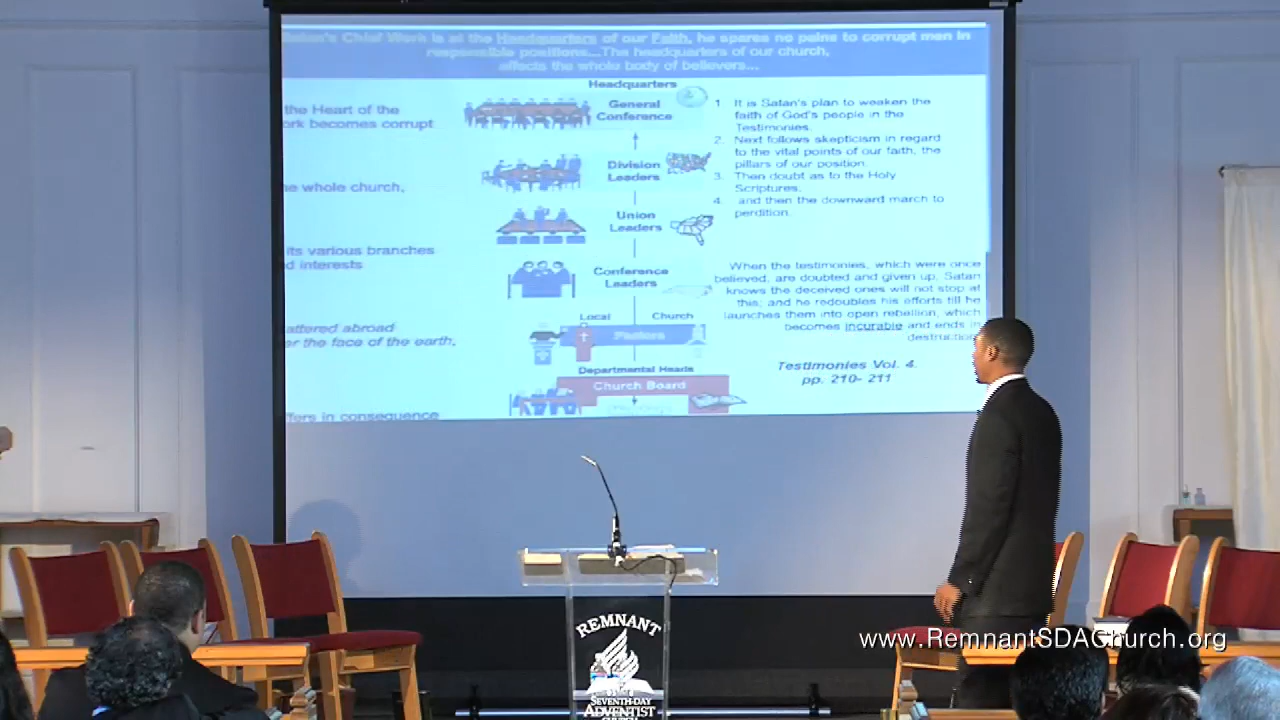 Satan's Chief Work is at the Headquarters of our Faith, he spares no pains to corrupt men in
responsible positions...The headquarters of our church,
affects the whole body of believers...
the Heart of the
ork becomes corrupt
he whole church,
its various branches
d interests
attered abroad
er the face of the earth,
ffers in consequence
Headquarters
General
Conference
Division
Leaders
Union
Leaders
Conference
Leaders
Local Church
Pastors
Departmental Heads
Church Board
1 It is Satan's plan to weaken the
faith of God's people in the
Testimonies.
2. Next follows skepticism in regard
to the vital points of our faith, the
pillars of our position.
3. Then doubt as to the Holy
Scriptures,
4. and then the downward march to
perdition.
When the testimonies, which were once
believed, are doubted and given up, Satan
knows the deceived ones will not stop at
this; and he redoubles his efforts till he
launches them into open rebellion, which
becomes incurable and ends in
destruction
Testimonies Vol. 4.
pp. 210- 211
REMNANT
SEVENTH-DAY
ADVENTIST
CHURCH
www.RemnantSDAChurch.org